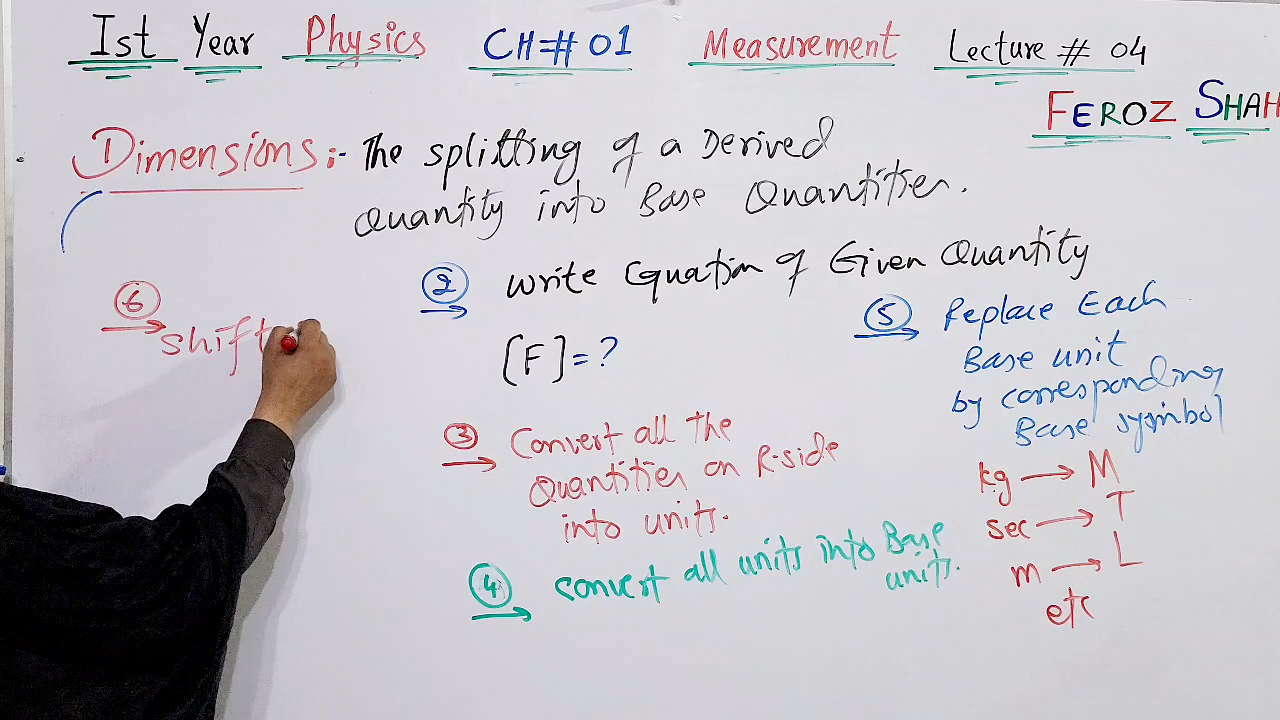 Ist Year Physics CH=# 01 Measurement Lecture # 04
FEROZ SHAH
Dimensions:- The splitting of a Derived
Quantity into Base Quantities.
② Write Equation of Given Quantity
[F]=?
③ Convert all the
Quantities on R-side
into units.
④ convert all units into Base
units.
⑤ Replace Each
Base unit
by corresponding
Base symbol
kg → M
sec → T
m → L
etc
⑥ shift